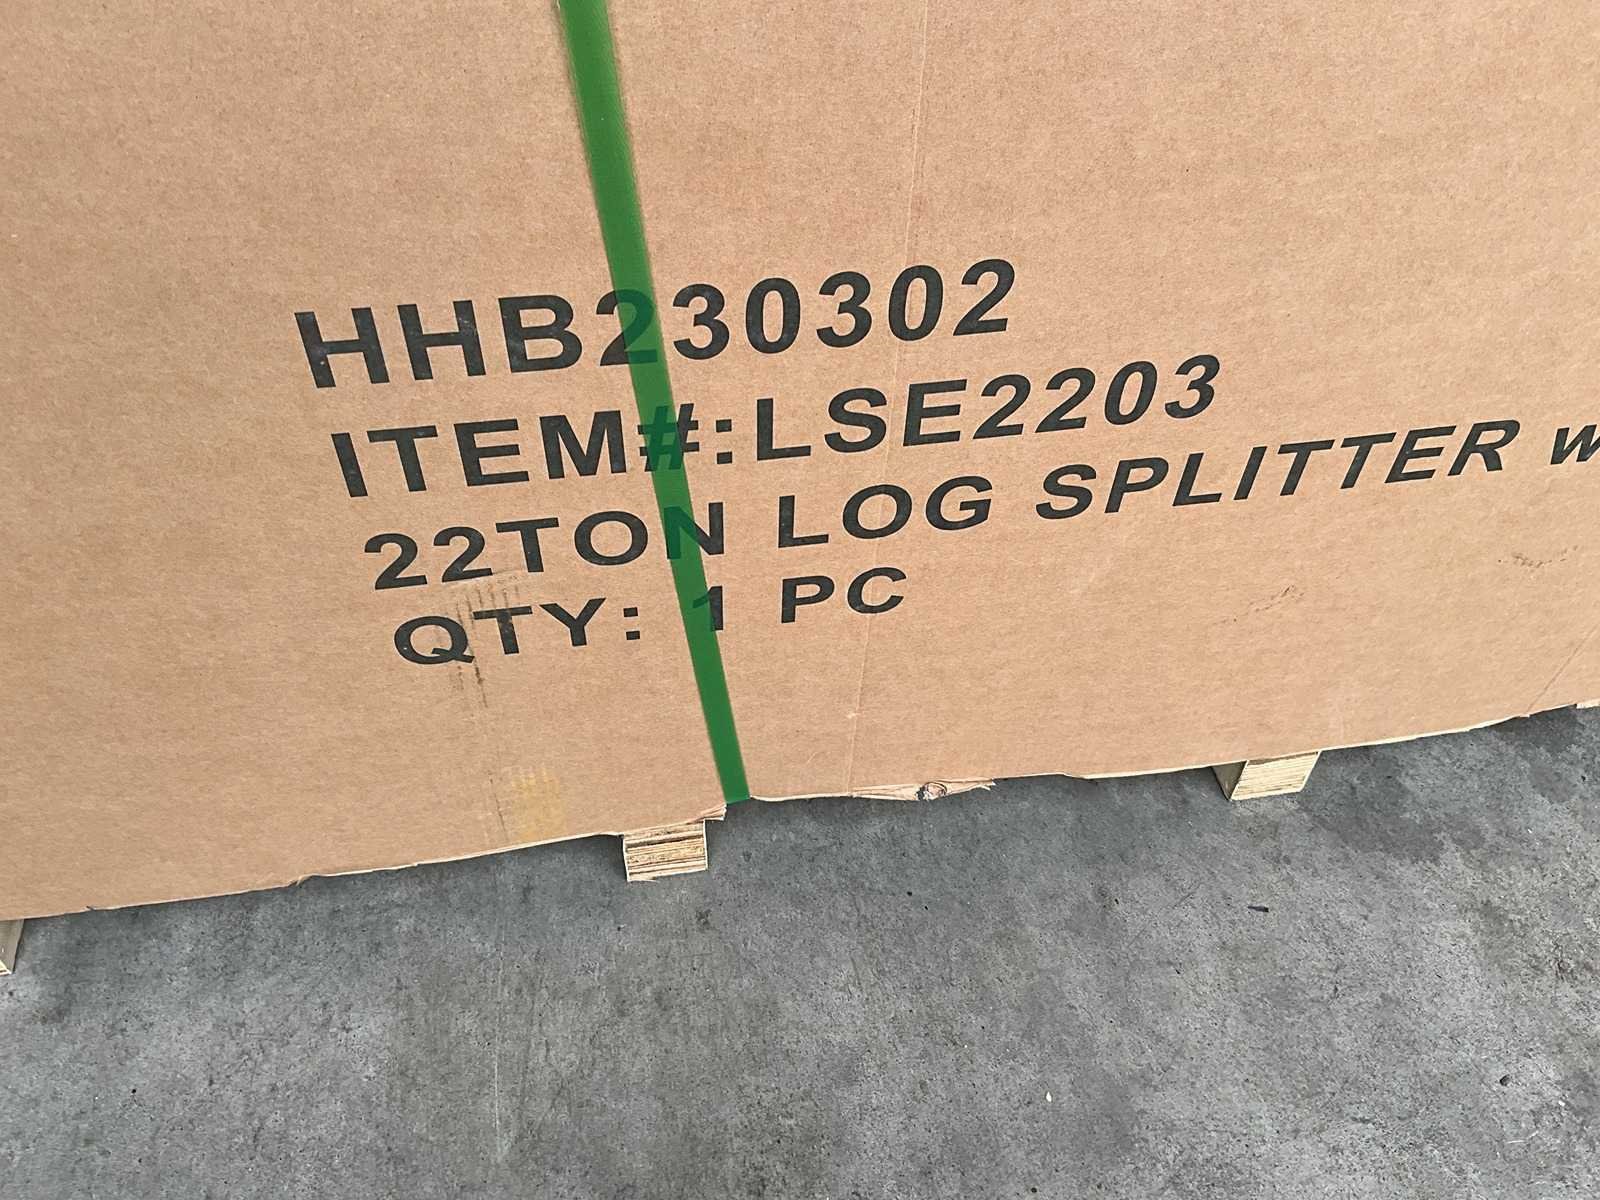 HHB230302
ITEM#:LSE2203
22TON LOG SPLITTER
QTY: 1 PC